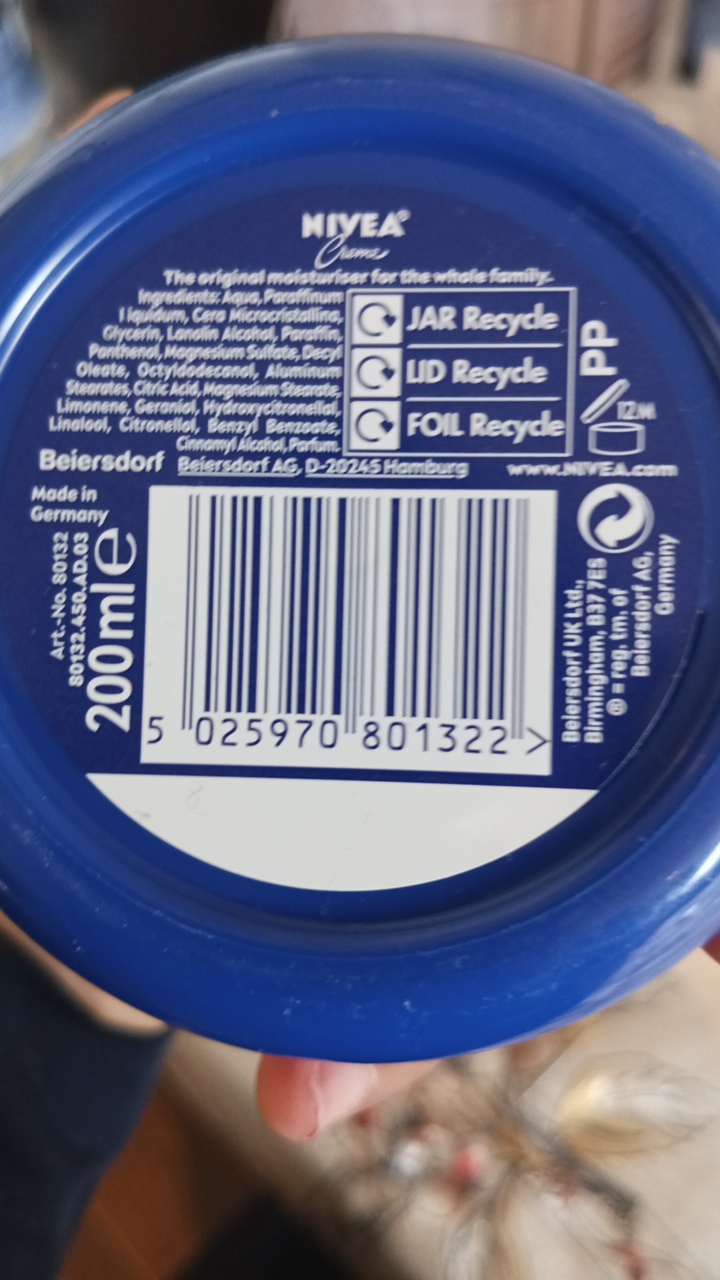 NIVEA®
Creme
The original moisturiser for the whole family.
Ingredients: Aqua, Paraffinum
Liquidum, Cera Microcristallina,
Glycerin, Lanolin Alcohol, Paraffin,
Panthenol, Magnesium Sulfate, Decyl
Oleate, Octyldodecanol, Aluminum
Stearates, Citric Acid, Magnesium Stearate,
Limonene, Geraniol, Hydroxycitronellal,
Linalool, Citronellol, Benzyl Benzoate,
Cinnamyl Alcohol, Parfum.
JAR Recycle
LID Recycle
FOIL Recycle
PP
12M
Beiersdorf Beiersdorf AG, D-20245 Hamburg
www.NIVEA.com
Made in
Germany
Art.-No. 80132
80132.450.AD.03
200 ml e
5 025970 801322 >
Beiersdorf UK Ltd.,
Birmingham, B37 7ES
® = reg. tm. of
Beiersdorf AG,
Germany